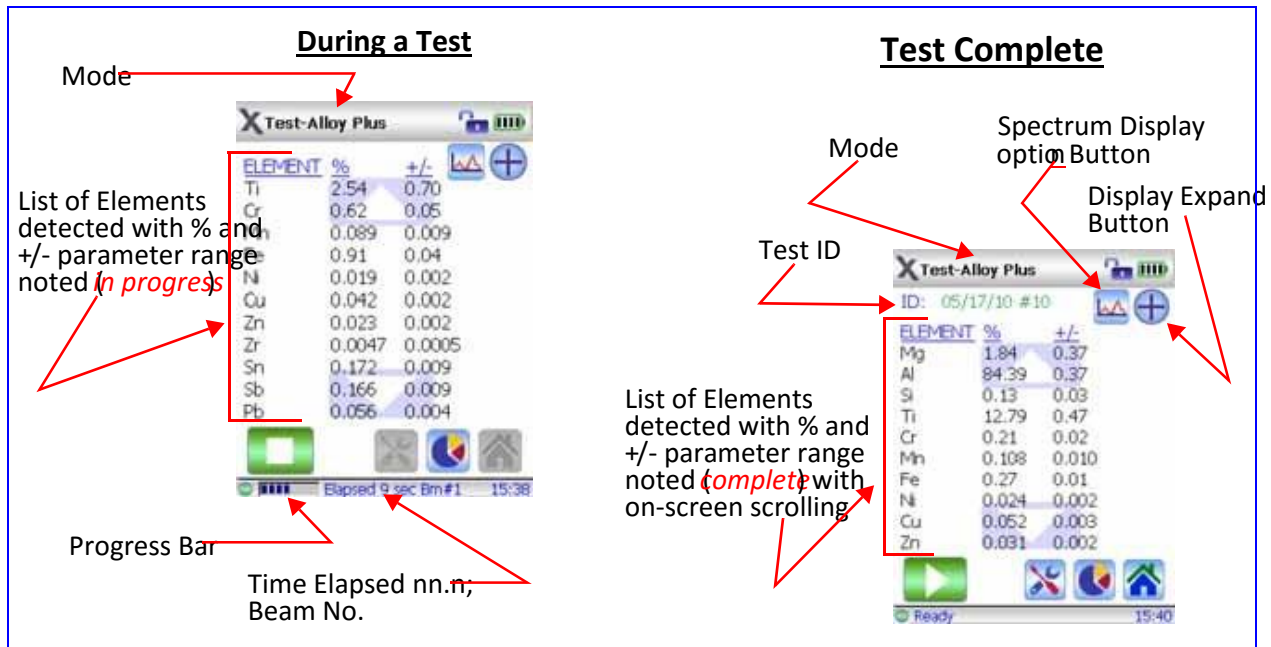 During a Test
Mode
X Test-Alloy Plus
ELEMENT % +/-
Ti 2.54 0.70
Cr 0.62 0.05
Mn 0.089 0.009
Fe 0.91 0.04
Ni 0.019 0.002
Cu 0.042 0.002
Zn 0.023 0.002
Zr 0.0047 0.0005
Sn 0.172 0.009
Sb 0.166 0.009
Pb 0.056 0.004
Elapsed 9 sec Bm#1 15:38
List of Elements
detected with % and
+/- parameter range
noted (in progress)
Progress Bar
Time Elapsed nn.n;
Beam No.
Test Complete
Mode
Spectrum Display
option Button
Display Expand
Button
Test ID
X Test-Alloy Plus
ID: 05/17/10 #10
ELEMENT % +/-
Mg 1.84 0.37
Al 84.39 0.37
Si 0.13 0.03
Ti 12.79 0.47
Cr 0.21 0.02
Mn 0.108 0.010
Fe 0.27 0.01
Ni 0.024 0.002
Cu 0.052 0.003
Zn 0.031 0.002
Ready 15:40
List of Elements
detected with % and
+/- parameter range
noted (complete) with
on-screen scrolling